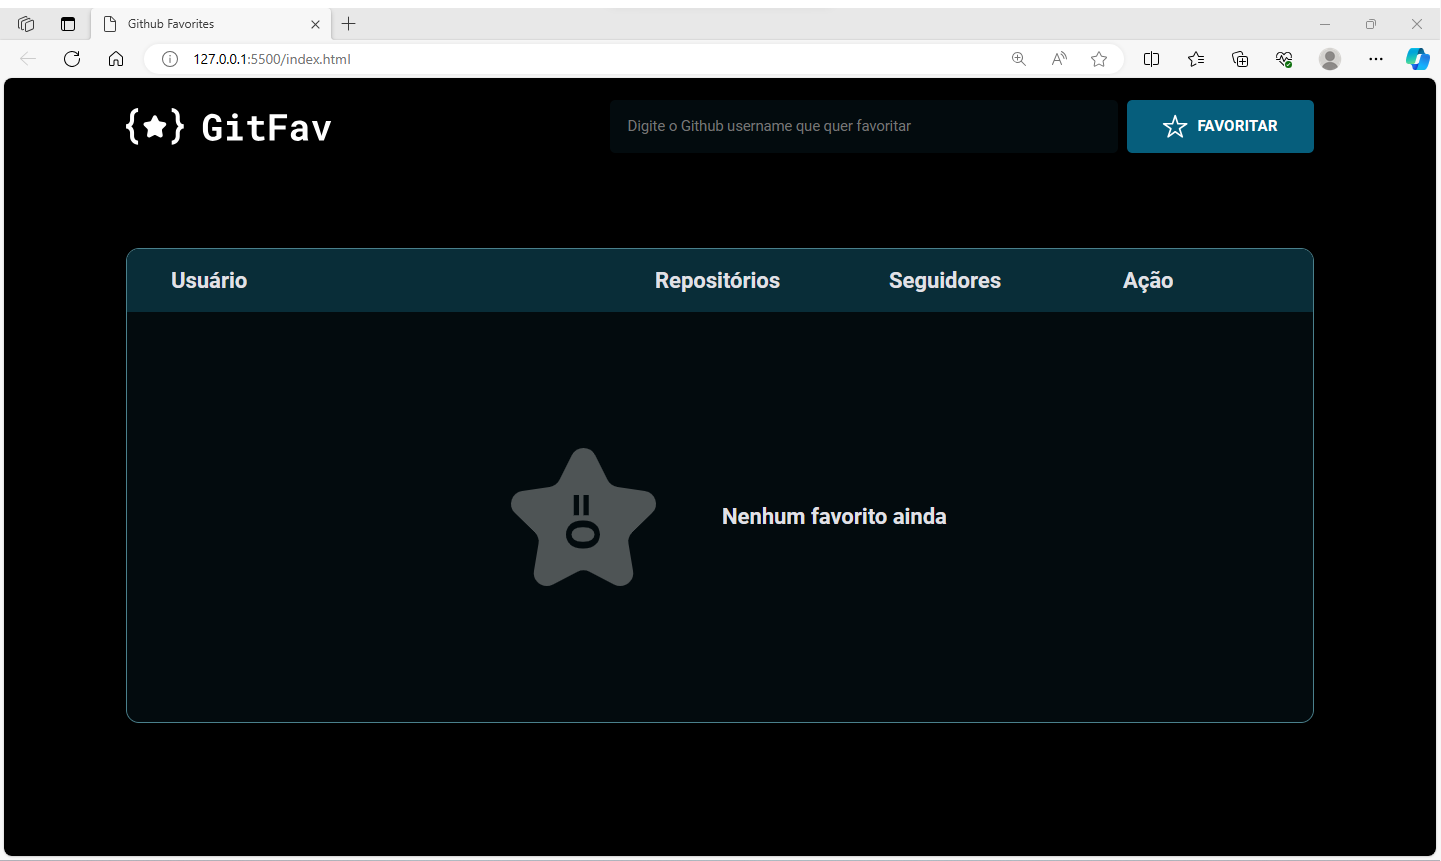 Github Favorites
127.0.0.1:5500/index.html
{★} GitFav
Digite o Github username que quer favoritar
FAVORITAR
Usuário Repositórios Seguidores Ação
Nenhum favorito ainda